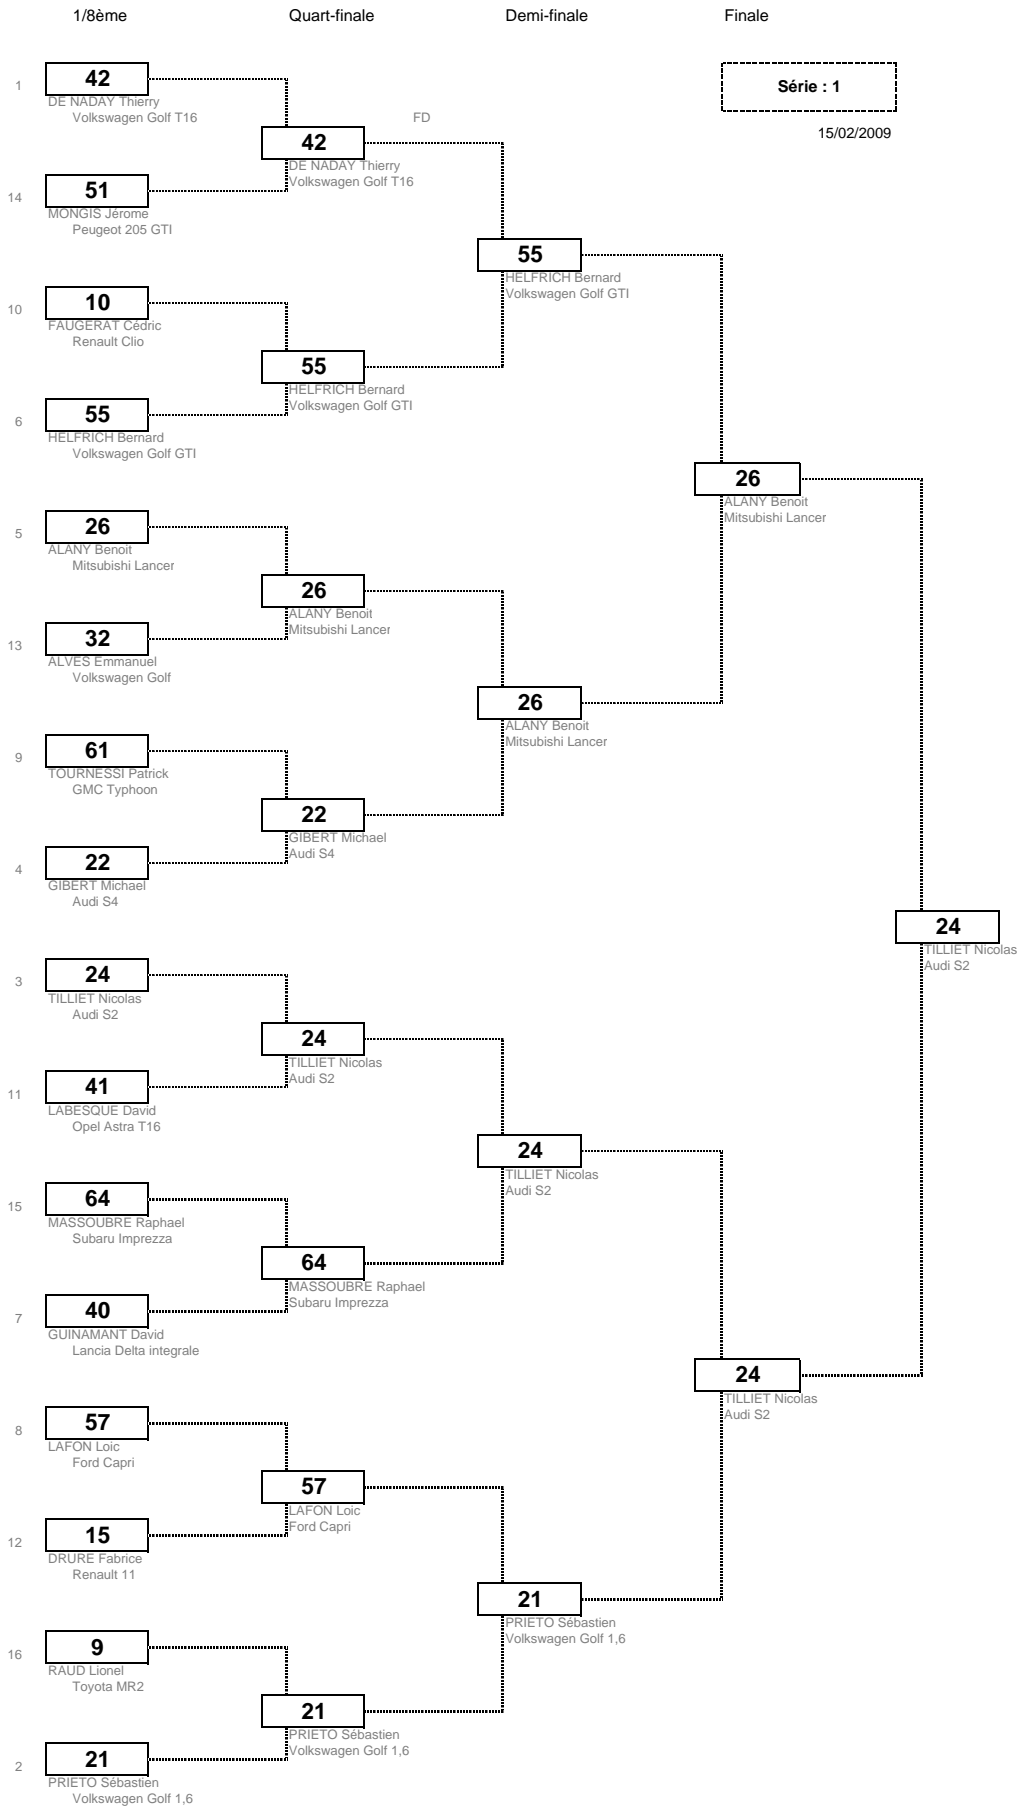 1/8ème Quart-finale Demi-finale Finale
Série : 1
15/02/2009
1 42
DE NADAY Thierry
Volkswagen Golf T16
FD
42
DE NADAY Thierry
Volkswagen Golf T16
14 51
MONGIS Jérome
Peugeot 205 GTI
55
HELFRICH Bernard
Volkswagen Golf GTI
10 10
FAUGERAT Cédric
Renault Clio
55
HELFRICH Bernard
Volkswagen Golf GTI
6 55
HELFRICH Bernard
Volkswagen Golf GTI
26
ALANY Benoit
Mitsubishi Lancer
5 26
ALANY Benoit
Mitsubishi Lancer
26
ALANY Benoit
Mitsubishi Lancer
13 32
ALVES Emmanuel
Volkswagen Golf
26
ALANY Benoit
Mitsubishi Lancer
9 61
TOURNESSI Patrick
GMC Typhoon
22
GIBERT Michael
Audi S4
4 22
GIBERT Michael
Audi S4
24
TILLIET Nicolas
Audi S2
3 24
TILLIET Nicolas
Audi S2
24
TILLIET Nicolas
Audi S2
11 41
LABESQUE David
Opel Astra T16
24
TILLIET Nicolas
Audi S2
15 64
MASSOUBRE Raphael
Subaru Imprezza
64
MASSOUBRE Raphael
Subaru Imprezza
7 40
GUINAMANT David
Lancia Delta integrale
24
TILLIET Nicolas
Audi S2
8 57
LAFON Loic
Ford Capri
57
LAFON Loic
Ford Capri
12 15
DRURE Fabrice
Renault 11
21
PRIETO Sébastien
Volkswagen Golf 1,6
16 9
RAUD Lionel
Toyota MR2
21
PRIETO Sébastien
Volkswagen Golf 1,6
2 21
PRIETO Sébastien
Volkswagen Golf 1,6